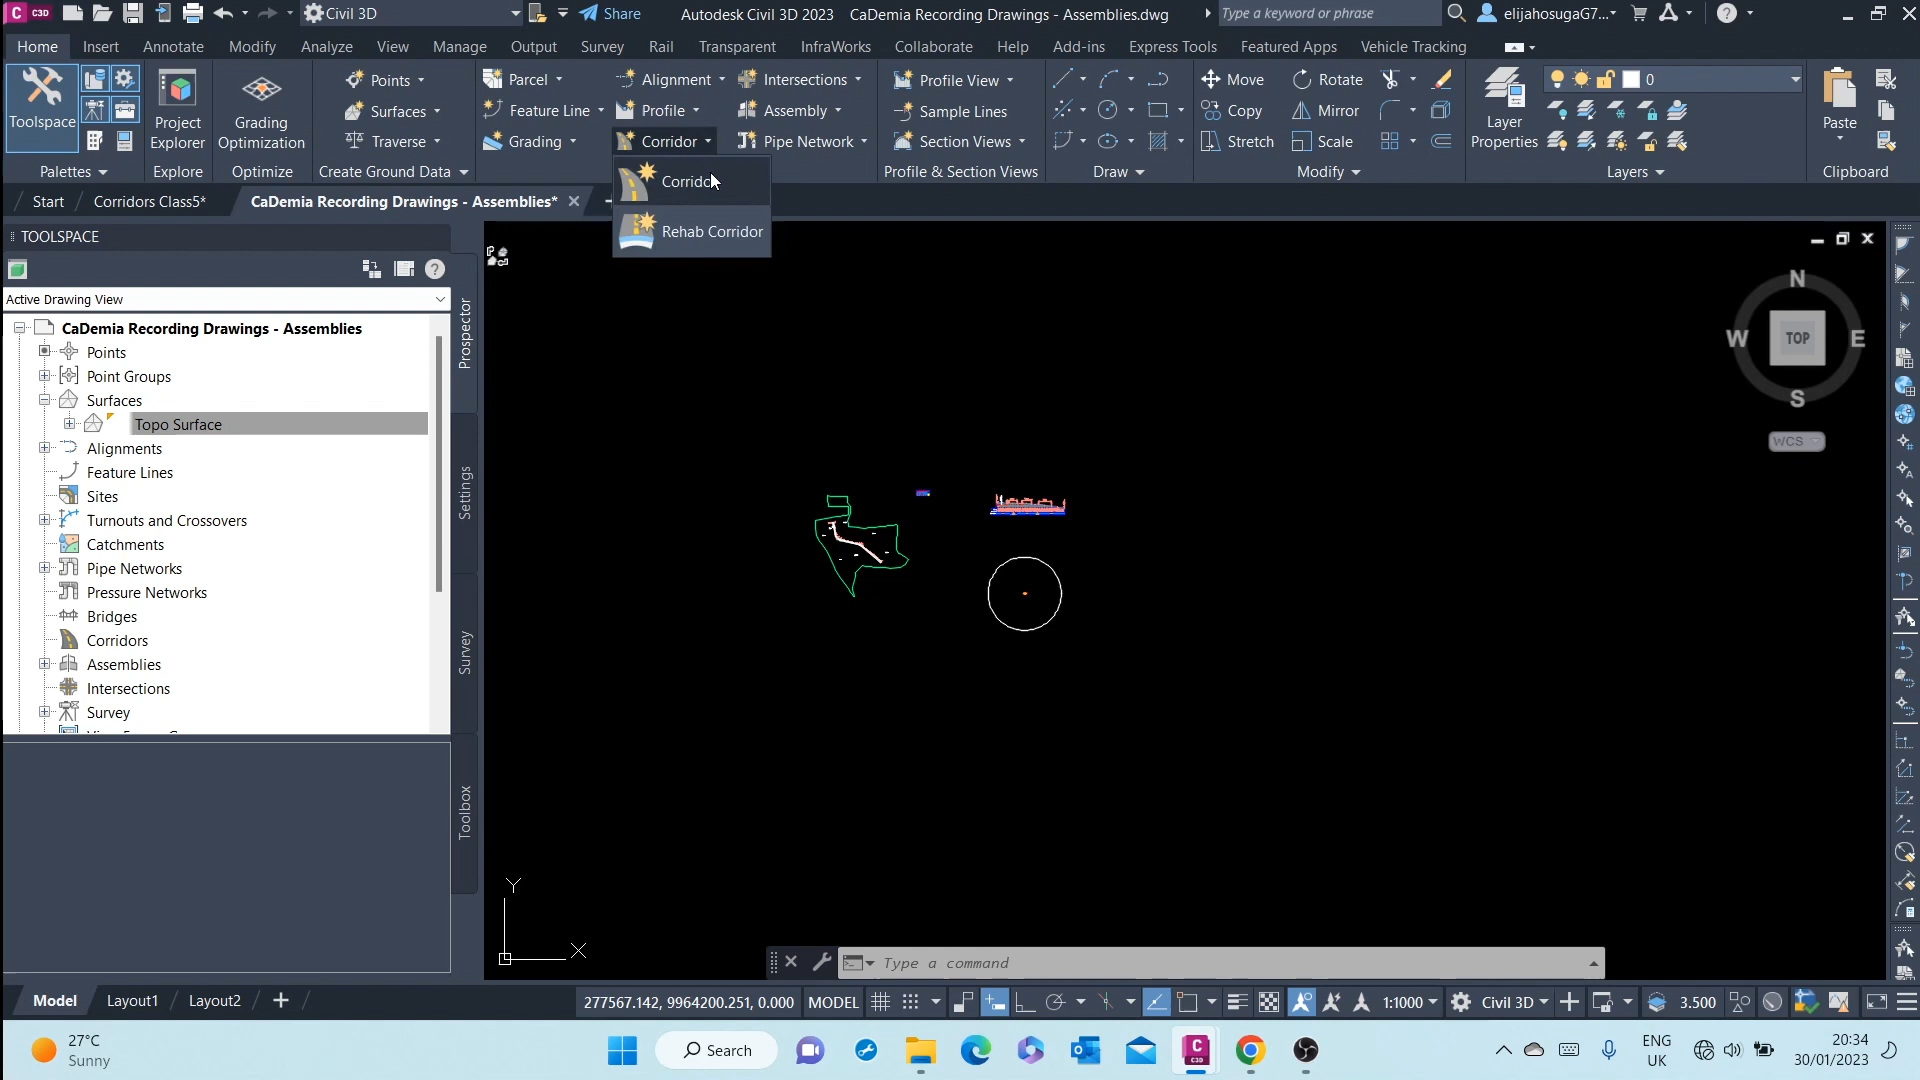 C C3D Civil 3D Share Autodesk Civil 3D 2023 CaDemia Recording Drawings - Assemblies.dwg Type a keyword or phrase elijahosugaG7...
Home Insert Annotate Modify Analyze View Manage Output Survey Rail Transparent InfraWorks Collaborate Help Add-ins Express Tools Featured Apps Vehicle Tracking
Points Parcel Alignment Intersections Profile View Move Rotate 0
Surfaces Feature Line Profile Assembly Sample Lines Copy Mirror
Toolspace Project Explorer Grading Optimization Layer Properties Paste
Traverse Grading Corridor Pipe Network Section Views Stretch Scale
Palettes Explore Optimize Create Ground Data Profile & Section Views Draw Modify Layers Clipboard
Corrido
Rehab Corridor
Start Corridors Class5* CaDemia Recording Drawings - Assemblies*
TOOLSPACE
Active Drawing View
CaDemia Recording Drawings - Assemblies
Points
Point Groups
Surfaces
Topo Surface
Alignments
Feature Lines
Sites
Turnouts and Crossovers
Catchments
Pipe Networks
Pressure Networks
Bridges
Corridors
Assemblies
Intersections
Survey
Prospector
Settings
Survey
Toolbox
N
W TOP E
S
WCS
Y
X
Type a command
Model Layout1 Layout2 277567.142, 9964200.251, 0.000 MODEL 1:1000 Civil 3D 3.500
27°C
Sunny
Search
C
C3D
ENG
UK
20:34
30/01/2023